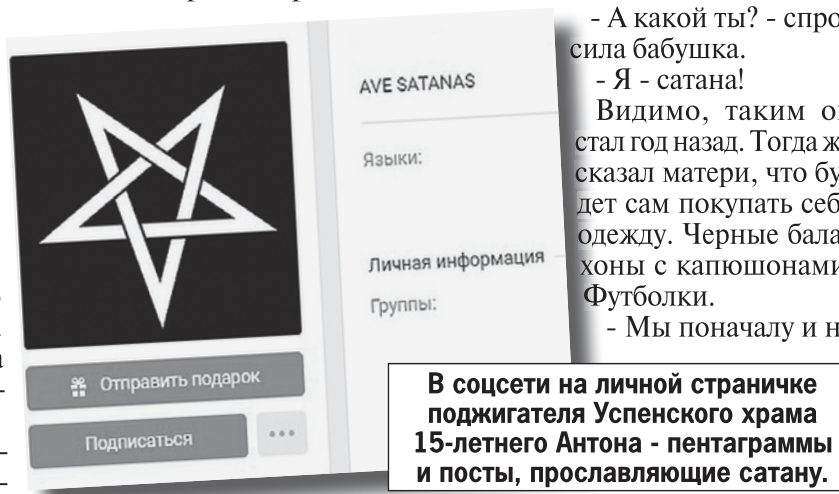 AVE SATANAS
Языки:
Личная информация
Группы:
Отправить подарок
Подписаться
- А какой ты? - спро
сила бабушка.
- Я - сатана!
Видимо, таким о
стал год назад. Тогда ж
сказал матери, что бу
дет сам покупать себ
одежду. Черные бала
хоны с капюшонами
Футболки.
- Мы поначалу и н
В соцсети на личной страничке
поджигателя Успенского храма
15-летнего Антона - пентаграммы
и посты, прославляющие сатану.